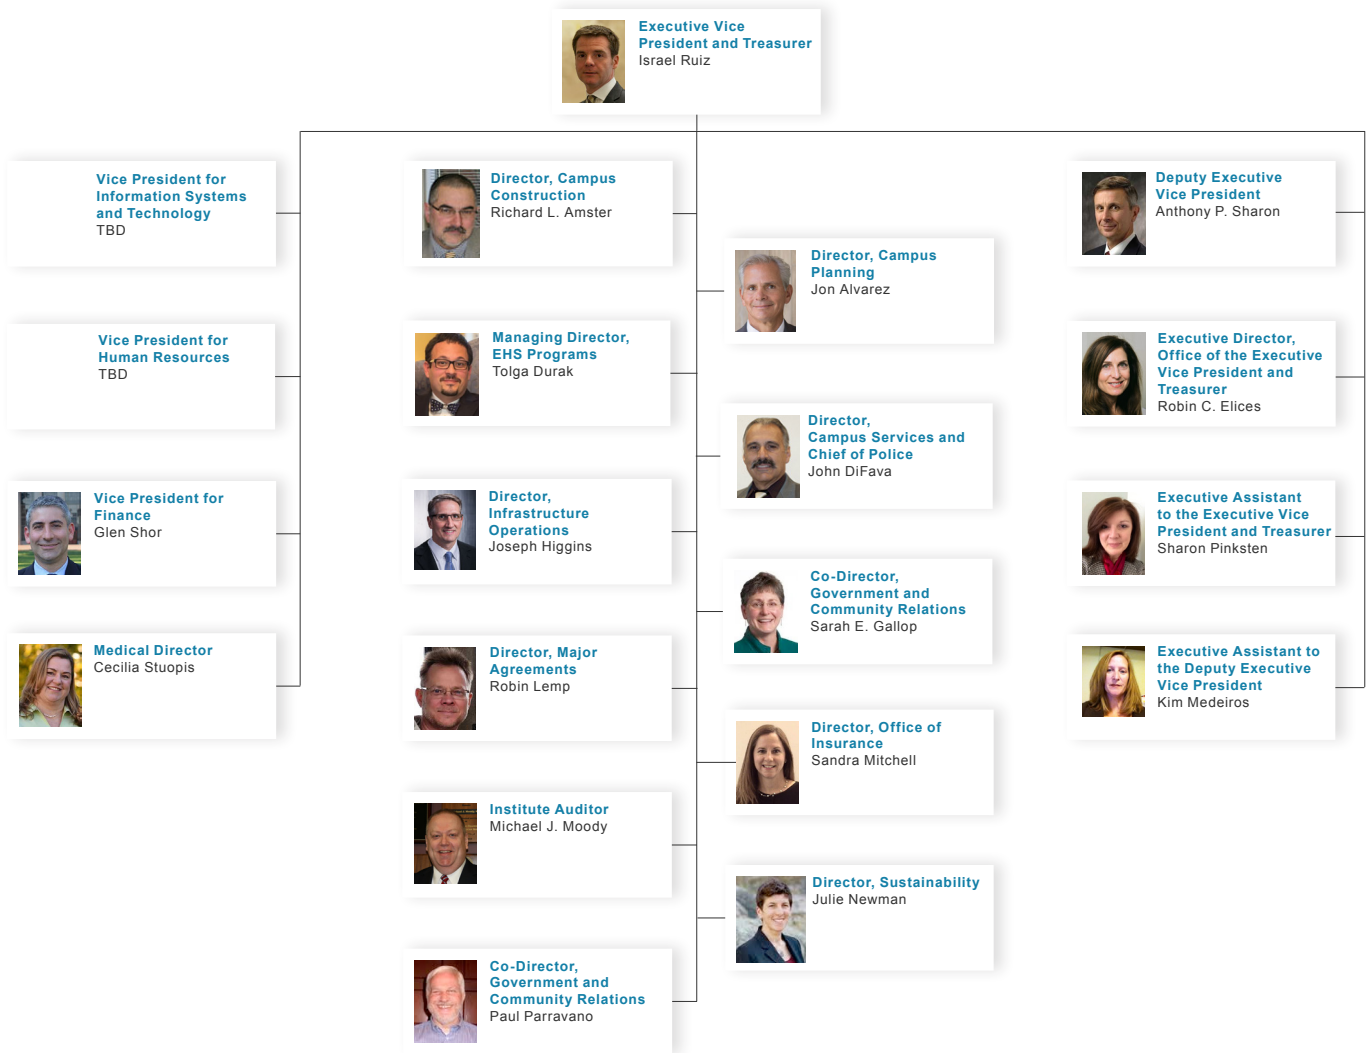 Executive Vice
President and Treasurer
Israel Ruiz
Vice President for
Information Systems
and Technology
TBD
Vice President for
Human Resources
TBD
Vice President for
Finance
Glen Shor
Medical Director
Cecilia Stuopis
Director, Campus
Construction
Richard L. Amster
Managing Director,
EHS Programs
Tolga Durak
Director,
Infrastructure
Operations
Joseph Higgins
Director, Major
Agreements
Robin Lemp
Institute Auditor
Michael J. Moody
Co-Director,
Government and
Community Relations
Paul Parravano
Director, Campus
Planning
Jon Alvarez
Director,
Campus Services and
Chief of Police
John DiFava
Co-Director,
Government and
Community Relations
Sarah E. Gallop
Director, Office of
Insurance
Sandra Mitchell
Director, Sustainability
Julie Newman
Deputy Executive
Vice President
Anthony P. Sharon
Executive Director,
Office of the Executive
Vice President and
Treasurer
Robin C. Elices
Executive Assistant
to the Executive Vice
President and Treasurer
Sharon Pinksten
Executive Assistant to
the Deputy Executive
Vice President
Kim Medeiros